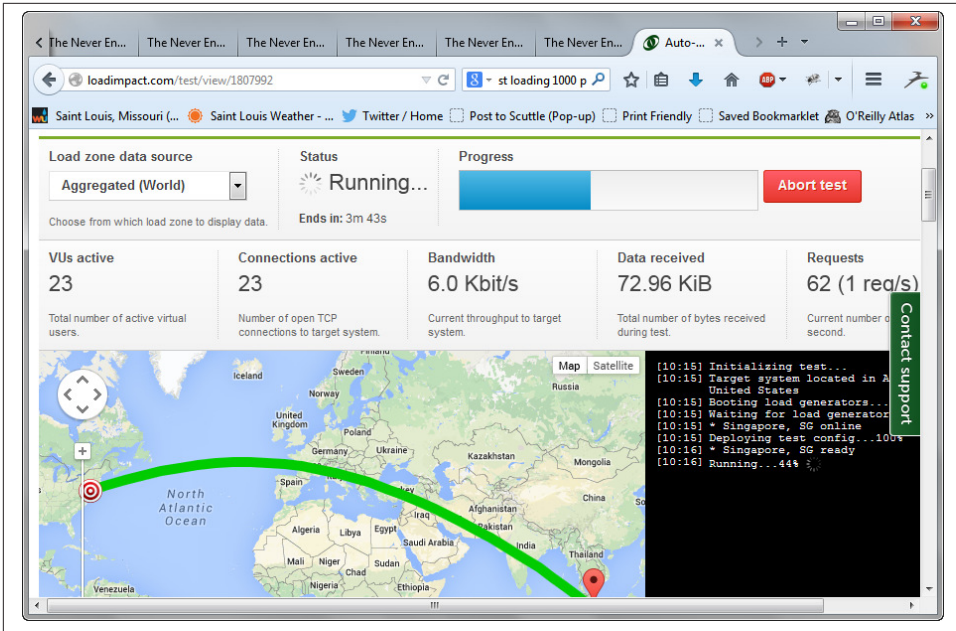 The Never En... The Never En... The Never En... The Never En... The Never En... The Never En... Auto-...
loadimpact.com/test/view/1807992 8 st loading 1000 p ABP
Saint Louis, Missouri (... Saint Louis Weather - ... Twitter / Home Post to Scuttle (Pop-up) Print Friendly Saved Bookmarklet O'Reilly Atlas »
Load zone data source Status Progress
Aggregated (World) Running... Abort test
Choose from which load zone to display data. Ends in: 3m 43s
VUs active Connections active Bandwidth Data received Requests
23 23 6.0 Kbit/s 72.96 KiB 62 (1 req/s)
Total number of active virtual users.
Number of open TCP connections to target system.
Current throughput to target system.
Total number of bytes received during test.
Current number o
second.
Contact support
Map Satellite
Finland
Iceland
Sweden
Russia
Norway
United
Kingdom
Poland
Germany
Ukraine
Kazakhstan
Mongolia
Spain
North
Atlantic
Ocean
China
So
Iraq
Afghanistan
Pakistan
Algeria
Libya
Egypt
Saudi Arabia
India
Thailand
Mali
Niger
Chad
Sudan
Nigeria
Ethiopia
Venezuela
[10:15] Initializing test...
[10:15] Target system located in A
United States
[10:15] Booting load generators...
[10:15] Waiting for load generator
[10:15] * Singapore, SG online
[10:15] Deploying test config...100%
[10:16] * Singapore, SG ready
[10:16] Running...44%